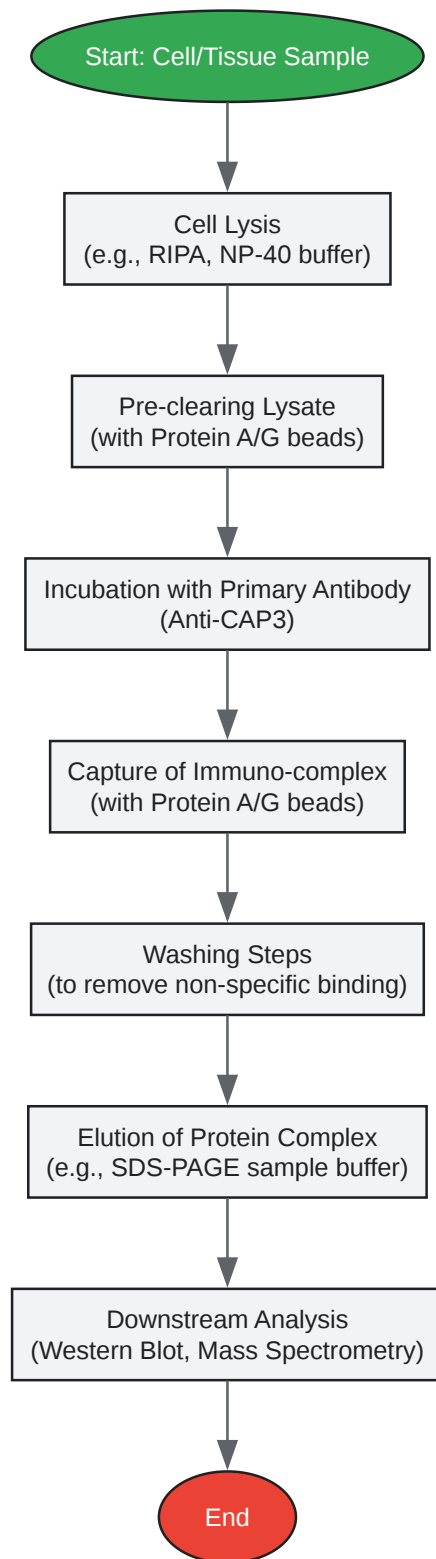 Start: Cell/Tissue Sample
Cell Lysis
(e.g., RIPA, NP-40 buffer)
Pre-clearing Lysate
(with Protein A/G beads)
Incubation with Primary Antibody
(Anti-CAP3)
Capture of Immuno-complex
(with Protein A/G beads)
Washing Steps
(to remove non-specific binding)
Elution of Protein Complex
(e.g., SDS-PAGE sample buffer)
Downstream Analysis
(Western Blot, Mass Spectrometry)
End